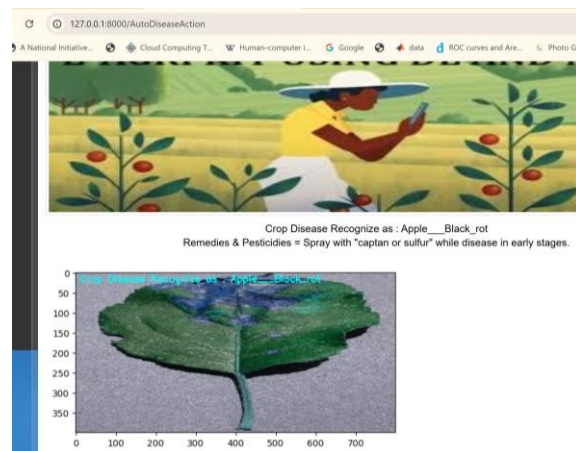 127.0.0.1:8000/AutoDiseaseAction
A National Initiative... Cloud Computing T... Human-computer i... Google data ROC curves and Are... Photo G
Crop Disease Recognize as : Apple___Black_rot
Remedies & Pesticidies = Spray with "captan or sulfur" while disease in early stages.
Crop Disease Recognize as : Apple___Black_rot
0
50
100
150
200
250
300
350
0 100 200 300 400 500 600 700